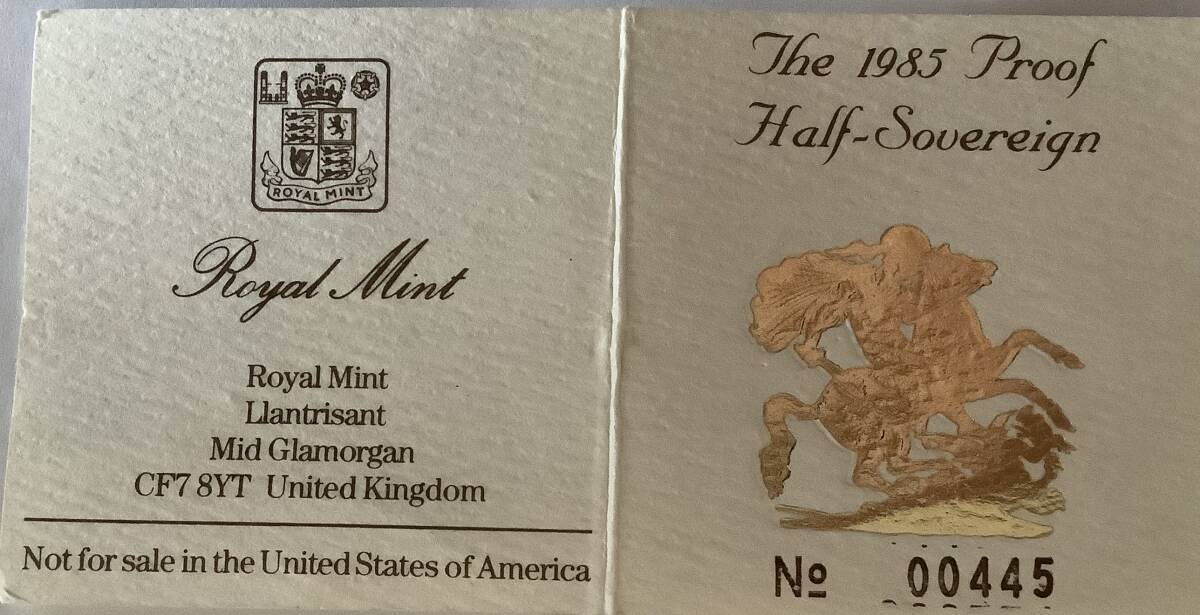 ROYAL MINT
Royal Mint
Royal Mint
Llantrisant
Mid Glamorgan
CF7 8YT United Kingdom
Not for sale in the United States of America
The 1985 Proof
Half-Sovereign
Nº 00445